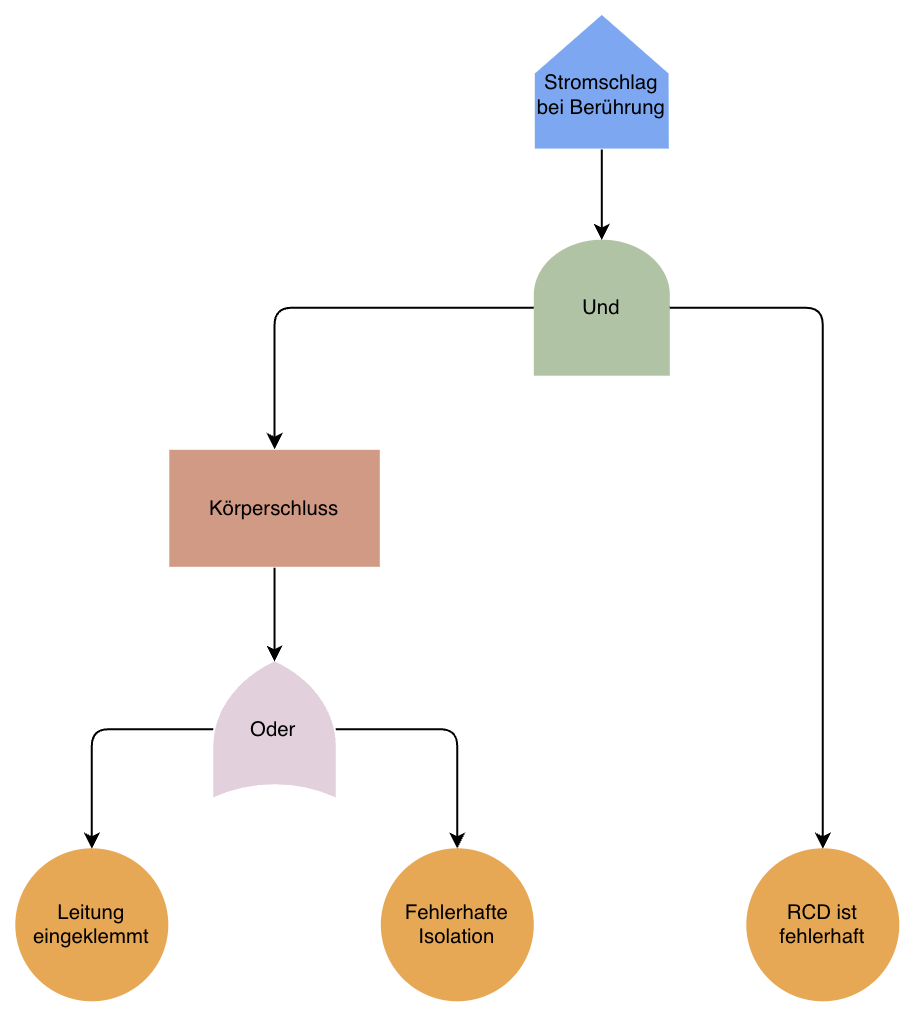 Stromschlag
bei Berührung
Und
Körperschluss
Oder
Leitung
eingeklemmt
Fehlerhafte
Isolation
RCD ist
fehlerhaft